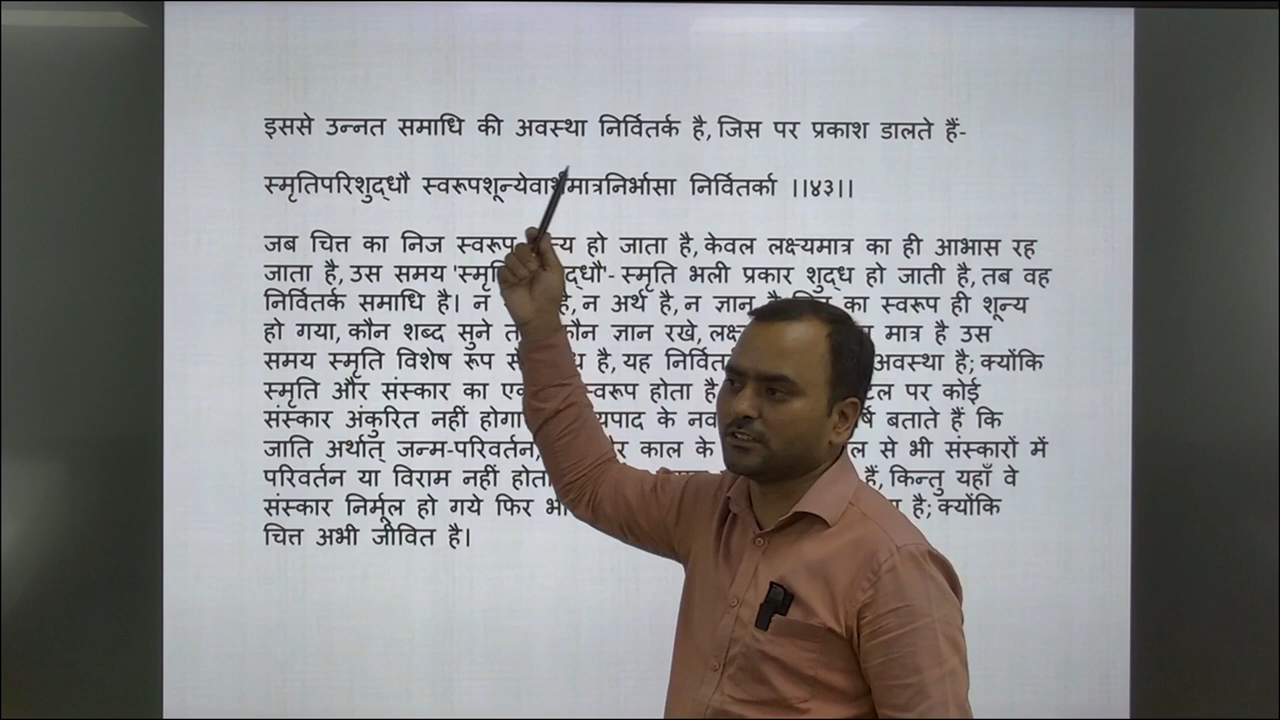 इससे उन्नत समाधि की अवस्था निर्वितर्क है, जिस पर प्रकाश डालते हैं-
स्मृतिपरिशुद्धौ स्वरूपशून्येवार्थमात्रनिर्भासा निर्वितर्का ।।४३।।
जब चित्त का निज स्वरूप हो जाता है, केवल लक्ष्यमात्र का ही आभास रह
जाता है, उस समय स्मृति भली प्रकार शुद्ध हो जाती है, तब वह
निर्वितर्क समाधि है। न है, न अर्थ है, न ज्ञान का स्वरूप ही शून्य
हो गया, कौन शब्द सुने कौन ज्ञान रखे, मात्र है उस
समय स्मृति विशेष रूप है, यह अवस्था है; क्योंकि
स्मृति और संस्कार का स्वरूप होता है पर कोई
संस्कार अंकुरित नहीं होगा के बताते हैं कि
जाति अर्थात् जन्म-परिवर्तन, काल के से भी संस्कारों में
परिवर्तन या विराम नहीं हैं, किन्तु यहाँ वे
संस्कार निर्मूल हो गये फिर है; क्योंकि
चित्त अभी जीवित है।